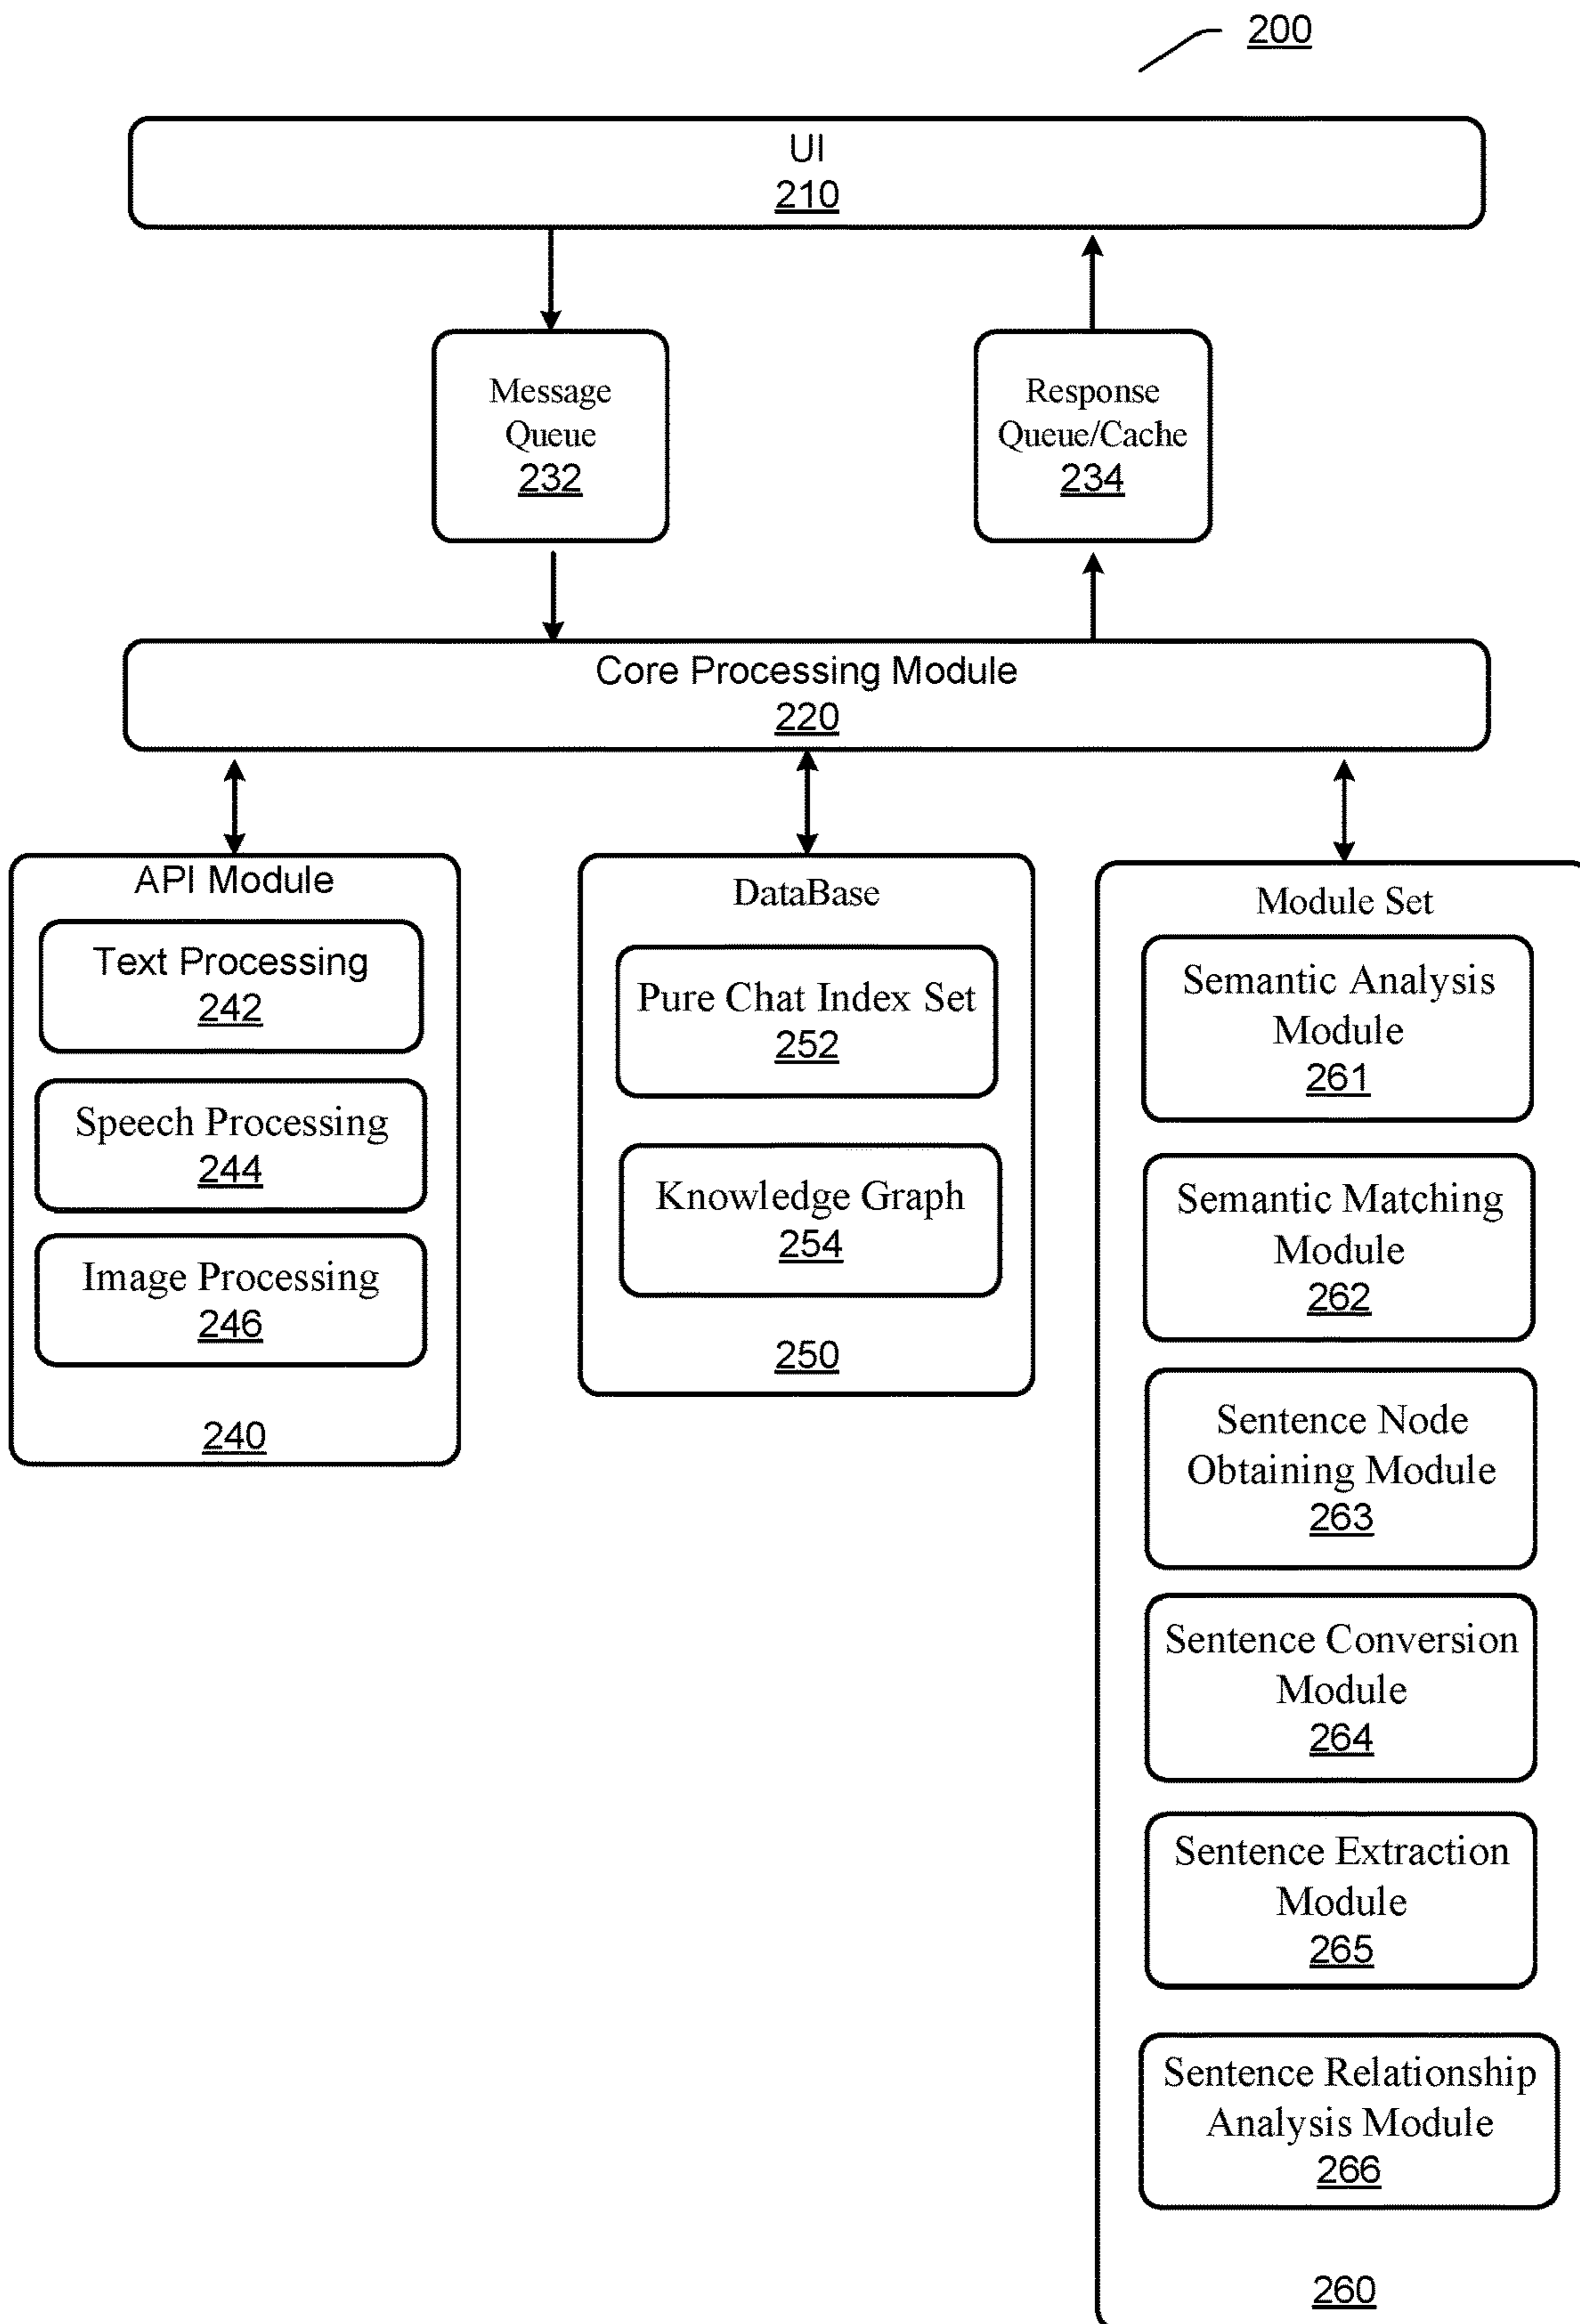 200
UI
210
Message
Queue
232
Response
Queue/Cache
234
Core Processing Module
220
API Module
Text Processing
242
Speech Processing
244
Image Processing
246
240
DataBase
Pure Chat Index Set
252
Knowledge Graph
254
250
Module Set
Semantic Analysis
Module
261
Semantic Matching
Module
262
Sentence Node
Obtaining Module
263
Sentence Conversion
Module
264
Sentence Extraction
Module
265
Sentence Relationship
Analysis Module
266
260